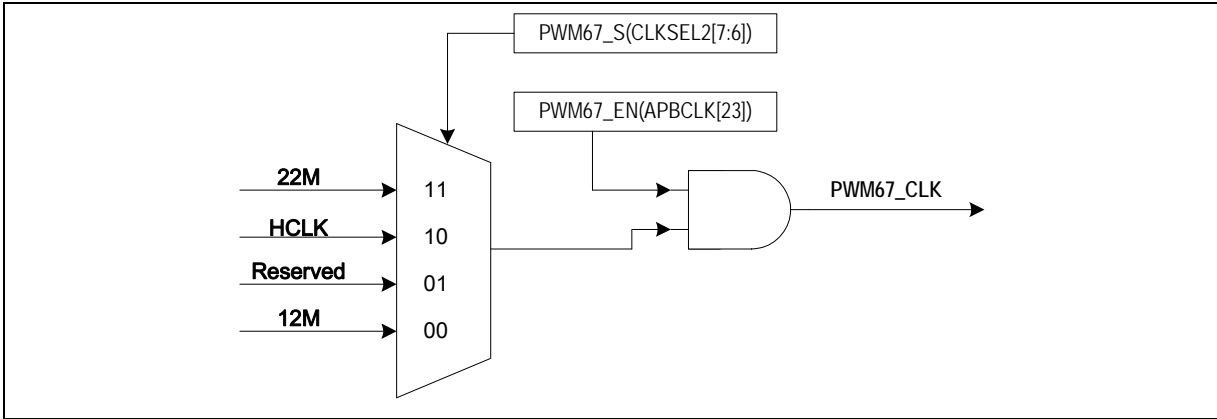 PWM67_S(CLKSEL2[7:6])
PWM67_EN(APBCLK[23])
22M
11
PWM67_CLK
HCLK
10
Reserved
01
12M
00